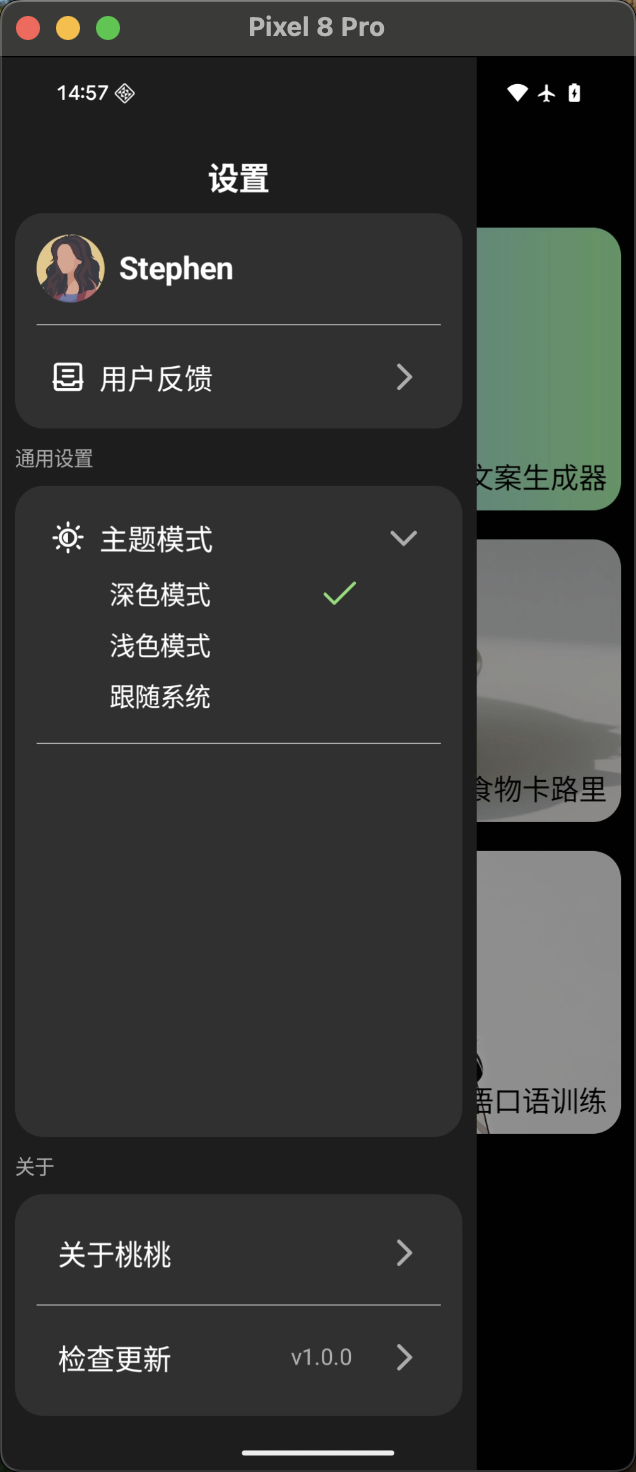 Pixel 8 Pro
14:57
设置
Stephen
用户反馈
通用设置
主题模式
深色模式
浅色模式
跟随系统
文案生成器
食物卡路里
语口语训练
关于
关于桃桃
检查更新
v1.0.0